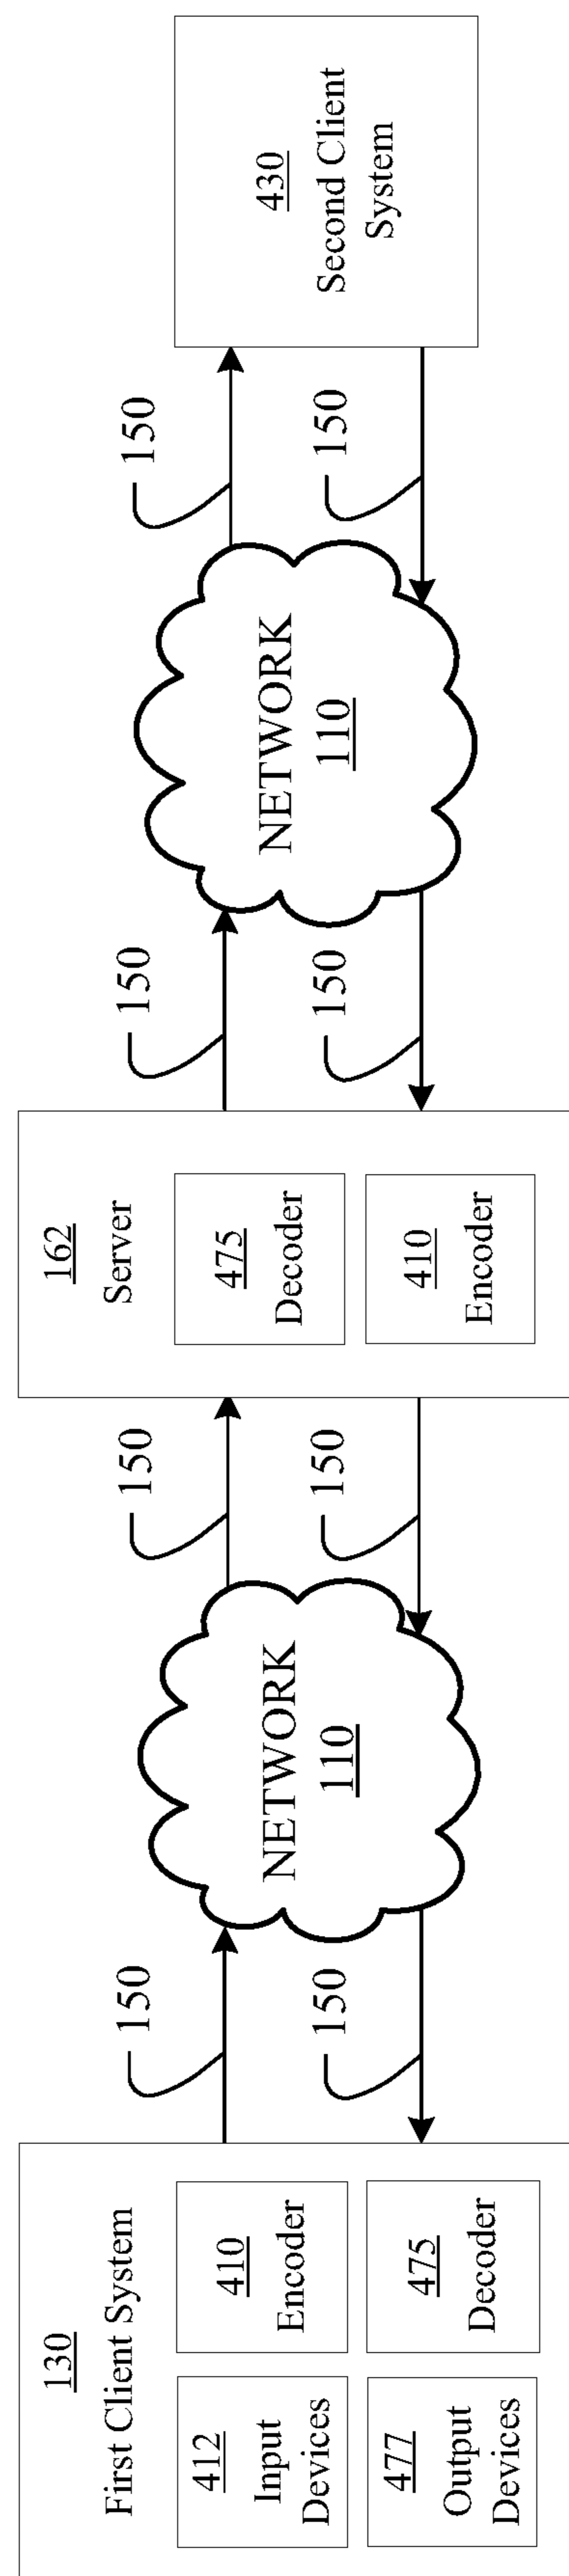 130
First Client System
412
Input
Devices
410
Encoder
477
Output
Devices
475
Decoder
150
150
NETWORK
110
150
150
162
Server
475
Decoder
410
Encoder
150
150
NETWORK
110
150
150
430
Second Client
System